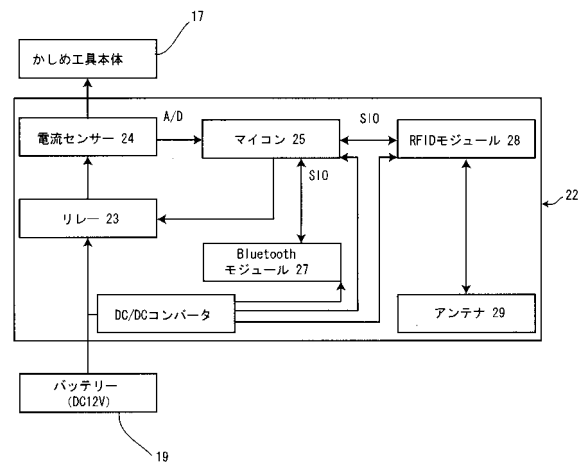 17
かしめ工具本体
電流センサー 24
A/D
マイコン 25
SIO
RFIDモジュール 28
SIO
22
リレー 23
Bluetooth
モジュール 27
DC/DCコンバータ
アンテナ 29
バッテリー
(DC12V)
19